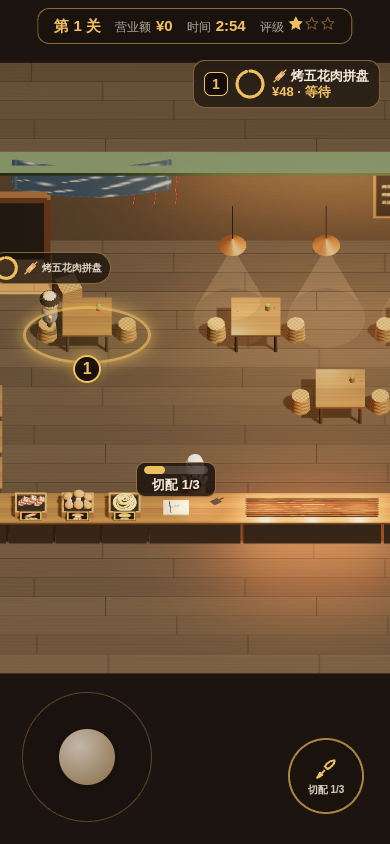 第 1 关 营业额 ¥0 时间 2:54 评级
1 烤五花肉拼盘
¥48 · 等待
烤五花肉拼盘
1
切配 1/3
切配 1/3